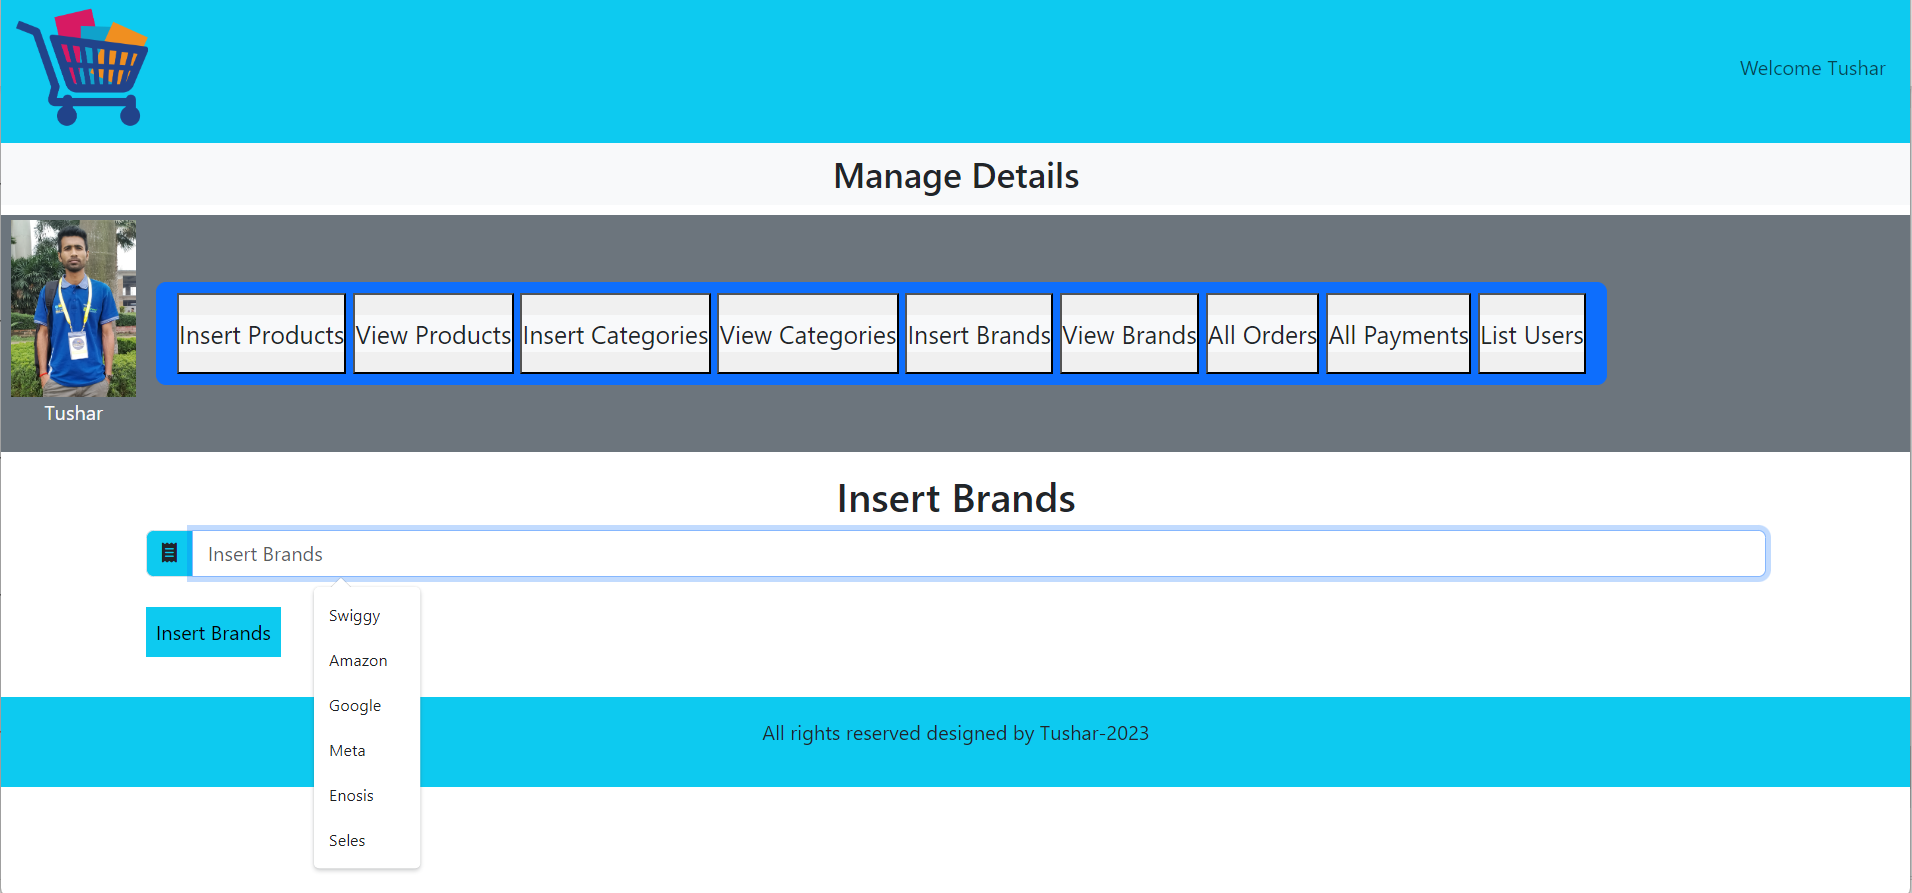 Welcome Tushar
Manage Details
Insert Products View Products Insert Categories View Categories Insert Brands View Brands All Orders All Payments List Users
Tushar
Insert Brands
Insert Brands
Insert Brands
Swiggy
Amazon
Google
Meta
Enosis
Seles
All rights reserved designed by Tushar-2023